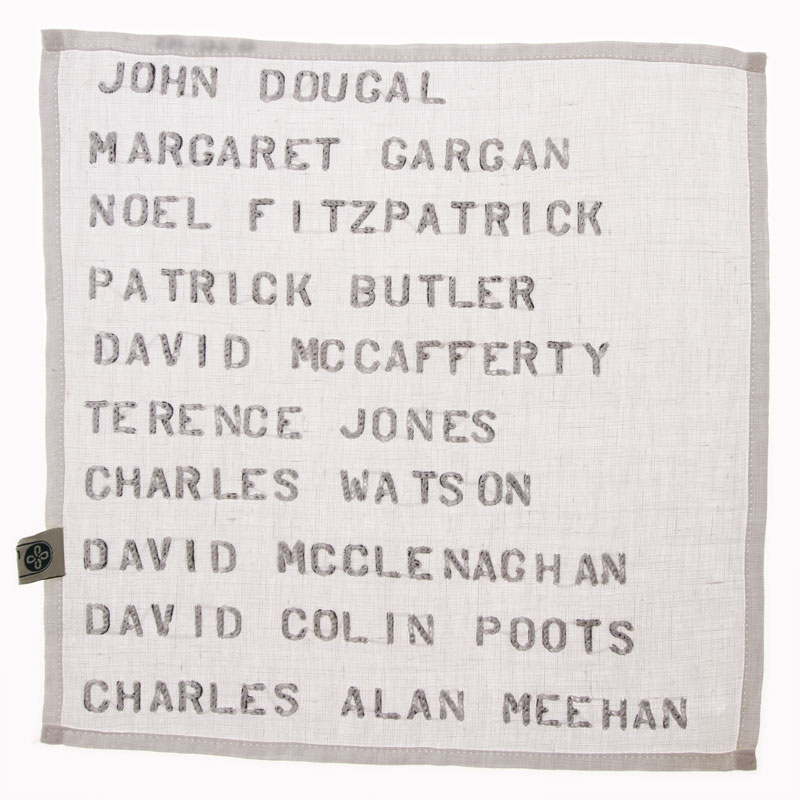 JOHN DOUGAL
MARGARET GARGAN
NOEL FITZPATRICK
PATRICK BUTLER
DAVID MCCAFFERTY
TERENCE JONES
CHARLES WATSON
DAVID MCCLENAGHAN
DAVID COLIN POOTS
CHARLES ALAN MEEHAN